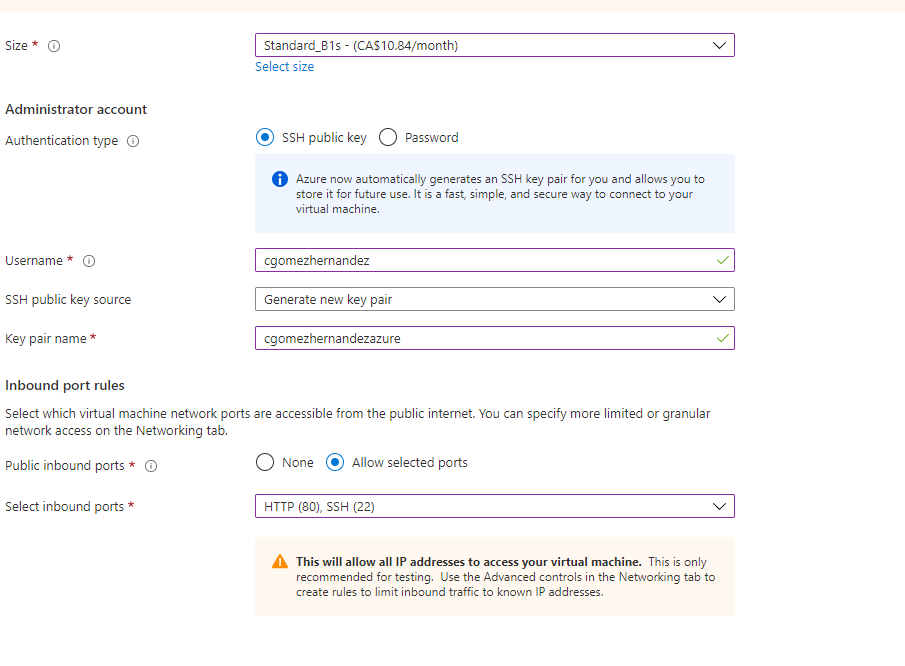 Size *
Standard_B1s - (CA$10.84/month)
Select size
Administrator account
Authentication type
SSH public key
Password
Azure now automatically generates an SSH key pair for you and allows you to
store it for future use. It is a fast, simple, and secure way to connect to your
virtual machine.
Username *
cgomezhernandez
SSH public key source
Generate new key pair
Key pair name *
cgomezhernandezazure
Inbound port rules
Select which virtual machine network ports are accessible from the public internet. You can specify more limited or granular
network access on the Networking tab.
Public inbound ports *
None
Allow selected ports
Select inbound ports *
HTTP (80), SSH (22)
This will allow all IP addresses to access your virtual machine. This is only
recommended for testing. Use the Advanced controls in the Networking tab to
create rules to limit inbound traffic to known IP addresses.